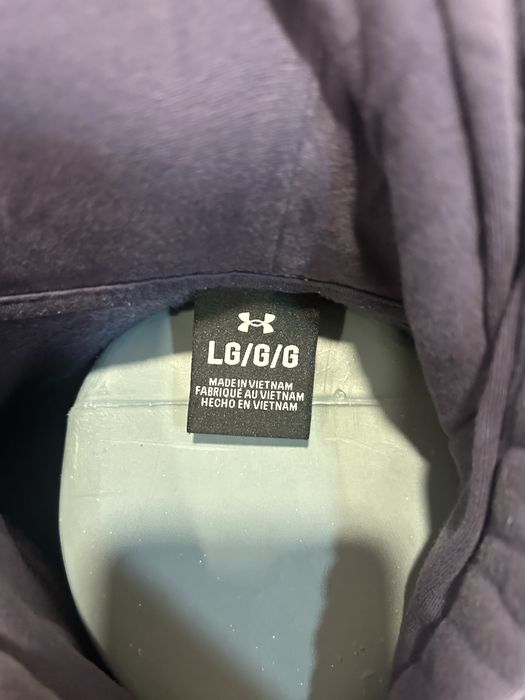 LG/G/G
MADE IN VIETNAM
FABRIQUÉ AU VIETNAM
HECHO EN VIETNAM